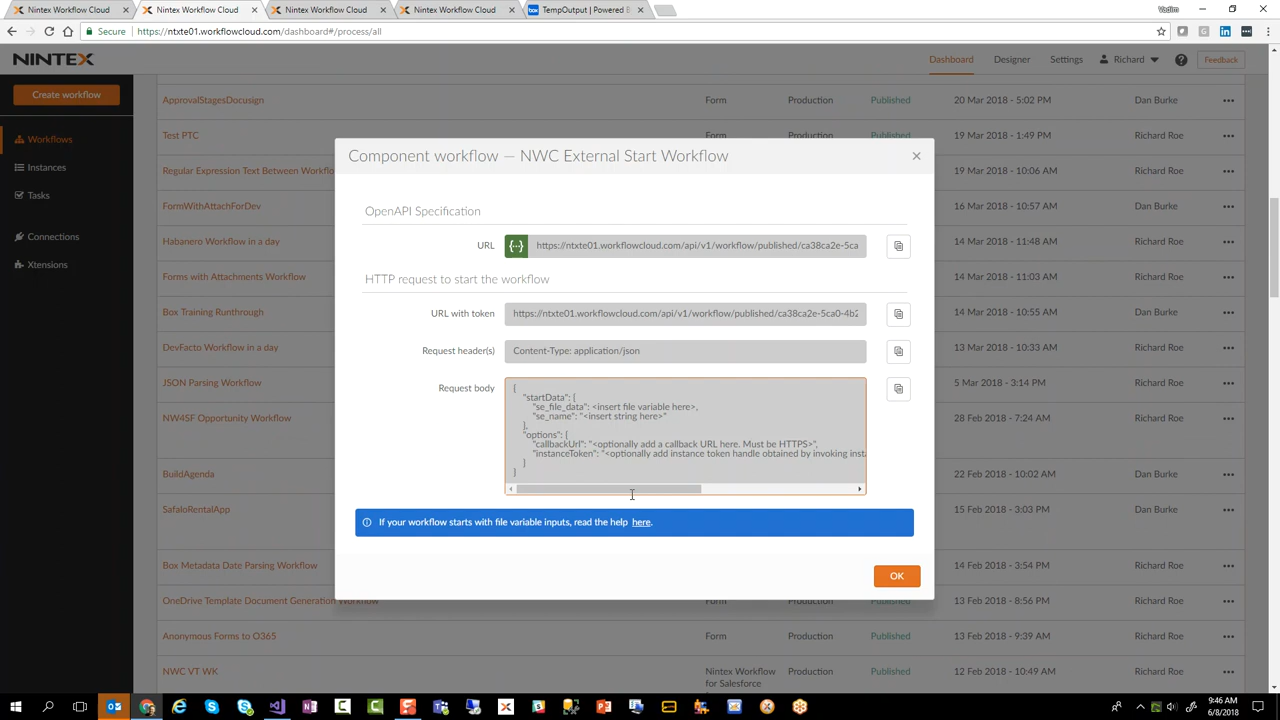 Nintex Workflow Cloud
Nintex Workflow Cloud
Nintex Workflow Cloud
Nintex Workflow Cloud
box TempOutput | Powered B
Vadim
Secure https://ntxte01.workflowcloud.com/dashboard#/process/all
NINTEX
Dashboard Designer Settings Richard Feedback
Create workflow
Workflows
Instances
Tasks
Connections
Xtensions
ApprovalStagesDocusign Form Production Published 20 Mar 2018 - 5:02 PM Dan Burke
Test PTC Form Production Published 19 Mar 2018 - 1:49 PM Richard Roe
Regular Expression Text Between Workflo 19 Mar 2018 - 10:06 AM Richard Roe
FormWithAttachForDev 16 Mar 2018 - 10:57 AM Dan Burke
Habanero Workflow in a day 14 Mar 2018 - 11:48 AM Richard Roe
Forms with Attachments Workflow 14 Mar 2018 - 11:03 AM Richard Roe
Box Training Runthrough 14 Mar 2018 - 10:55 AM Richard Roe
DevFacto Workflow in a day 13 Mar 2018 - 10:33 AM Richard Roe
JSON Parsing Workflow 5 Mar 2018 - 3:14 PM Richard Roe
NW4SF Opportunity Workflow 28 Feb 2018 - 7:24 AM Richard Roe
BuildAgenda 22 Feb 2018 - 10:02 AM Dan Burke
SafaloRentalApp 15 Feb 2018 - 3:03 PM Dan Burke
Box Metadata Date Parsing Workflow 14 Feb 2018 - 3:54 PM Richard Roe
OneDrive Template Document Generation Workflow Form Production Published 13 Feb 2018 - 8:56 PM Richard Roe
Anonymous Forms to O365 Form Production Published 13 Feb 2018 - 9:39 AM Richard Roe
NWC VT WK Nintex Workflow Production Published 12 Feb 2018 - 10:49 AM Richard Roe
for Salesforce
Component workflow — NWC External Start Workflow
OpenAPI Specification
URL {··} https://ntxte01.workflowcloud.com/api/v1/workflow/published/ca38ca2e-5ca
HTTP request to start the workflow
URL with token https://ntxte01.workflowcloud.com/api/v1/workflow/published/ca38ca2e-5ca0-4b2
Request header(s) Content-Type: application/json
Request body
{
"startData": {
"se_file_data": <insert file variable here>,
"se_name": "<insert string here>"
},
"options": {
"callbackUrl": "<optionally add a callback URL here. Must be HTTPS>",
"instanceToken": "<optionally add instance token handle obtained by invoking inst
}
}
If your workflow starts with file variable inputs, read the help here.
OK
9:46 AM
6/8/2018